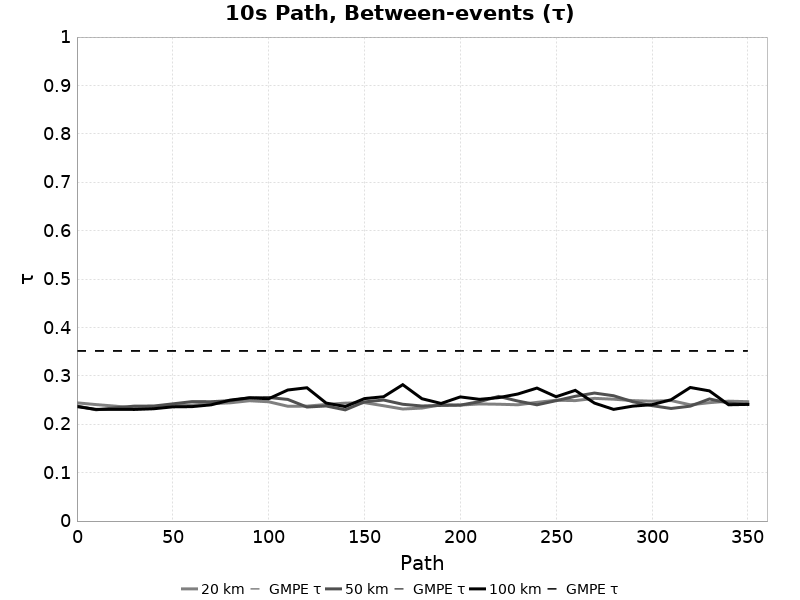 10s Path, Between-events (τ)
1
0.9
0.8
0.7
0.6
0.5
0.4
0.3
0.2
0.1
0
τ
0 50 100 150 200 250 300 350
Path
20 km GMPE τ 50 km GMPE τ 100 km GMPE τ